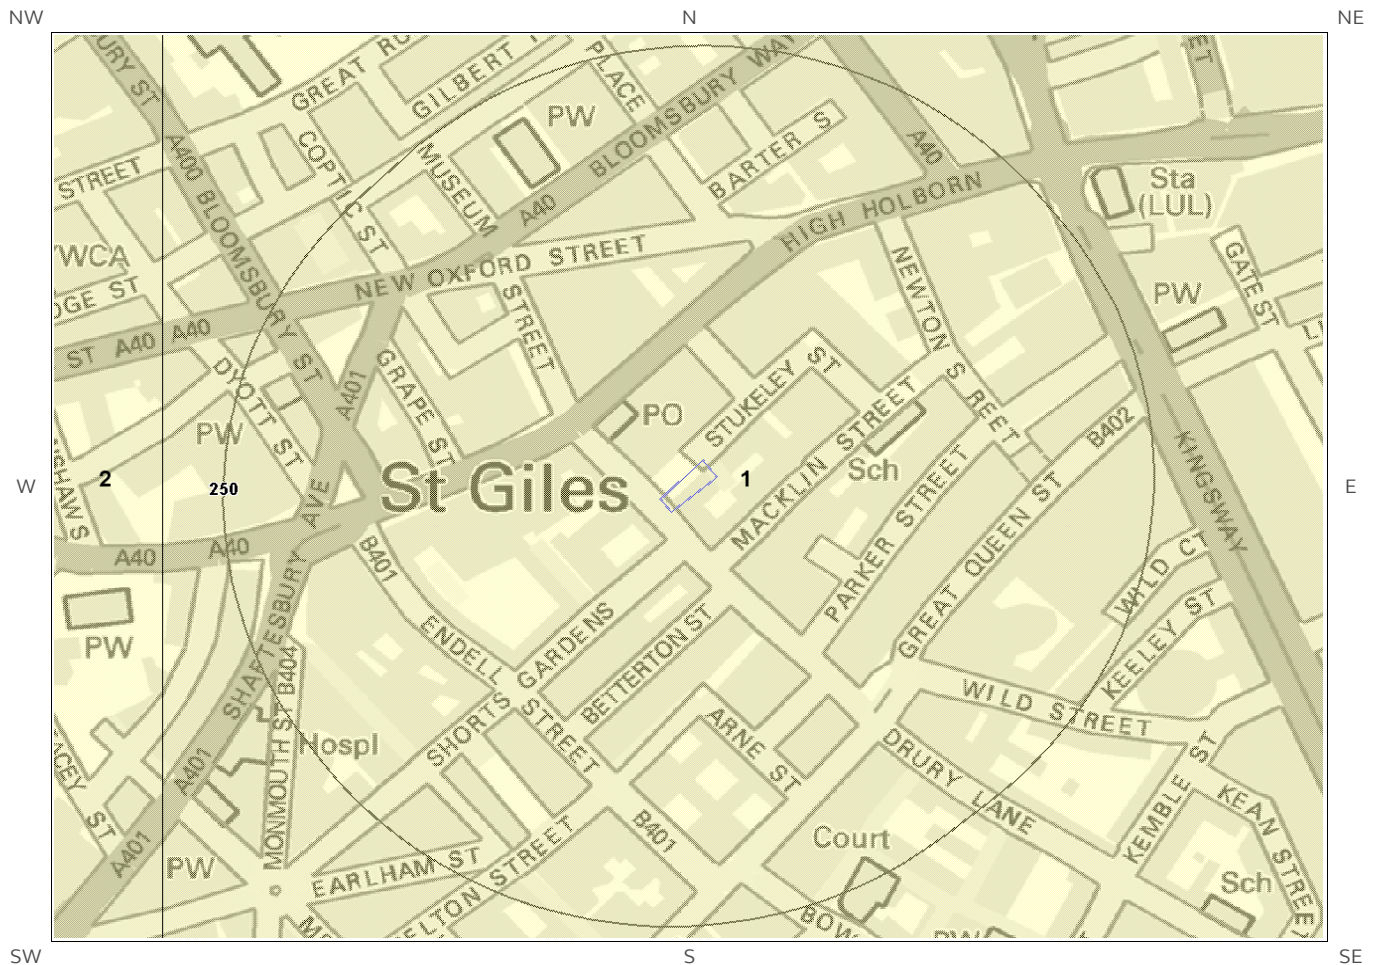 NW
N
NE
GREAT
GILBERT
PLACE
BLOOMSBURY WAY
PW
A400 BLOOMSBURY ST
COPTIC ST
MUSEUM
STREET
BARTER S
A40
A40
HIGH HOLBORN
Sta
(LUL)
NEW OXFORD STREET
STREET
NEWTON S REET
GATE ST
PW
ST
A40
A40
DYOTT ST
A401
GRAPE ST
PW
PO
STUKELEY ST
MACKLIN STREET
Sch
B402
KINGSWAY
W
2
250
St Giles
1
E
SHAFTESBURY AVE
A40
A40
B401
PARKER STREET
GREAT QUEEN ST
WILD CT
KEELEY ST
PW
ENDELL STREET
SHORTS GARDENS
BETTERTON ST
WILD STREET
MONMOUTH ST B404
Hospl
ARNE ST
DRURY LANE
KEMBLE ST
KEAN STREET
A401
A401
B401
Court
PW
EARLHAM ST
Sch
SW
S
SE